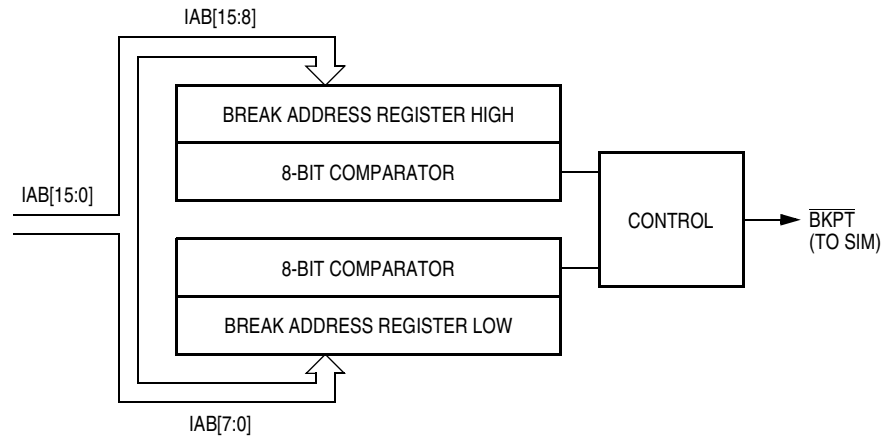 IAB[15:8]
BREAK ADDRESS REGISTER HIGH
8-BIT COMPARATOR
IAB[15:0]
CONTROL
BKPT
(TO SIM)
8-BIT COMPARATOR
BREAK ADDRESS REGISTER LOW
IAB[7:0]